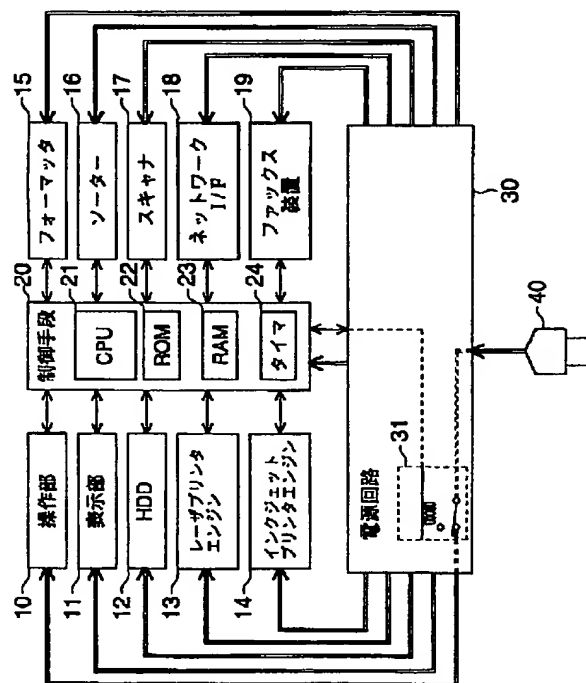 10 操作部
11 表示部
12 HDD
13 レーザプリンタ
エンジン
14 インクジェット
プリンタエンジン
20 制御手段
21 CPU
22 ROM
23 RAM
24 タイマ
15 フォーマッタ
16 ソーター
17 スキャナ
18 ネットワーク
I/F
19 ファックス
装置
電源回路
31
30
40